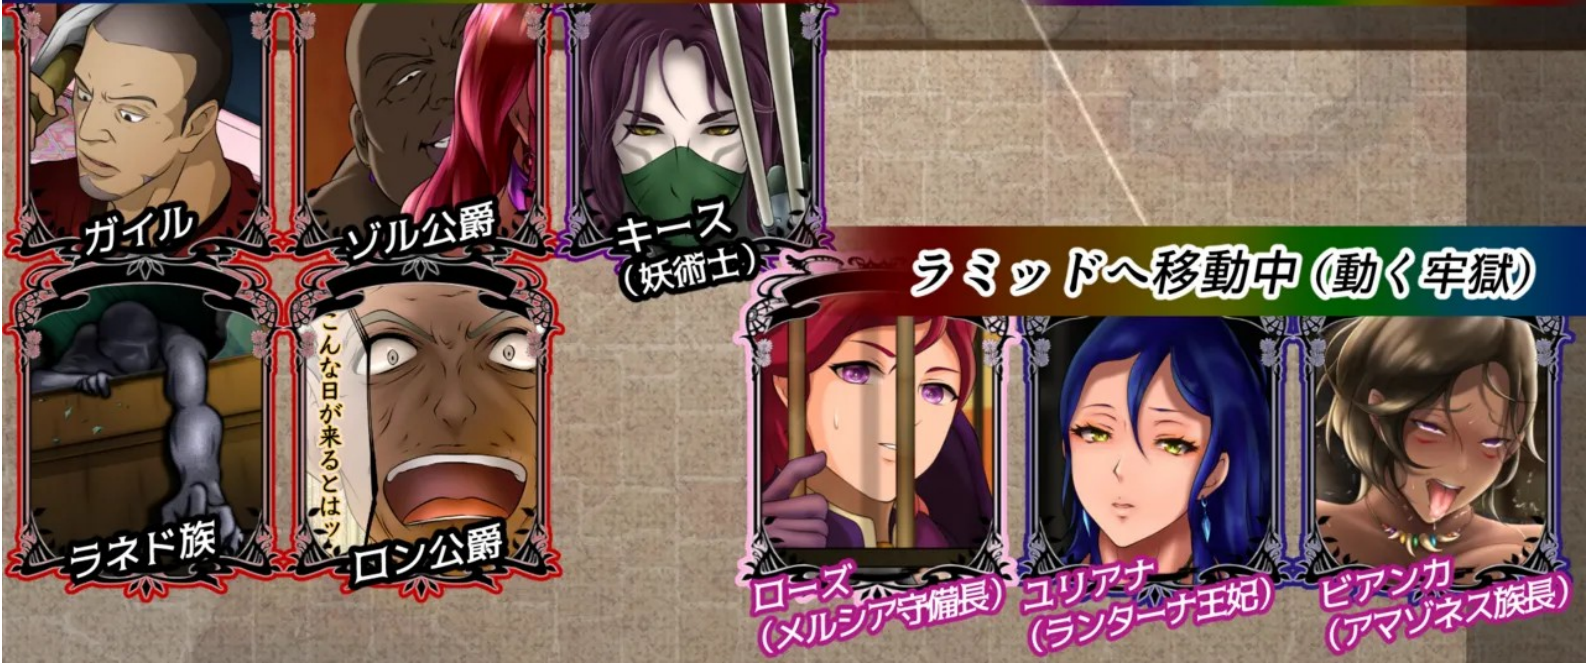 ガイル
ゾル公爵
キース
(妖術士)
ラミッドへ移動中(動く牢獄)
ラネド族
こんな日が来るとはッ
ロン公爵
ローズ
(メルシア守備長)
ユリアナ
(ランターナ王妃)
ビアンカ
(アマゾネス族長)